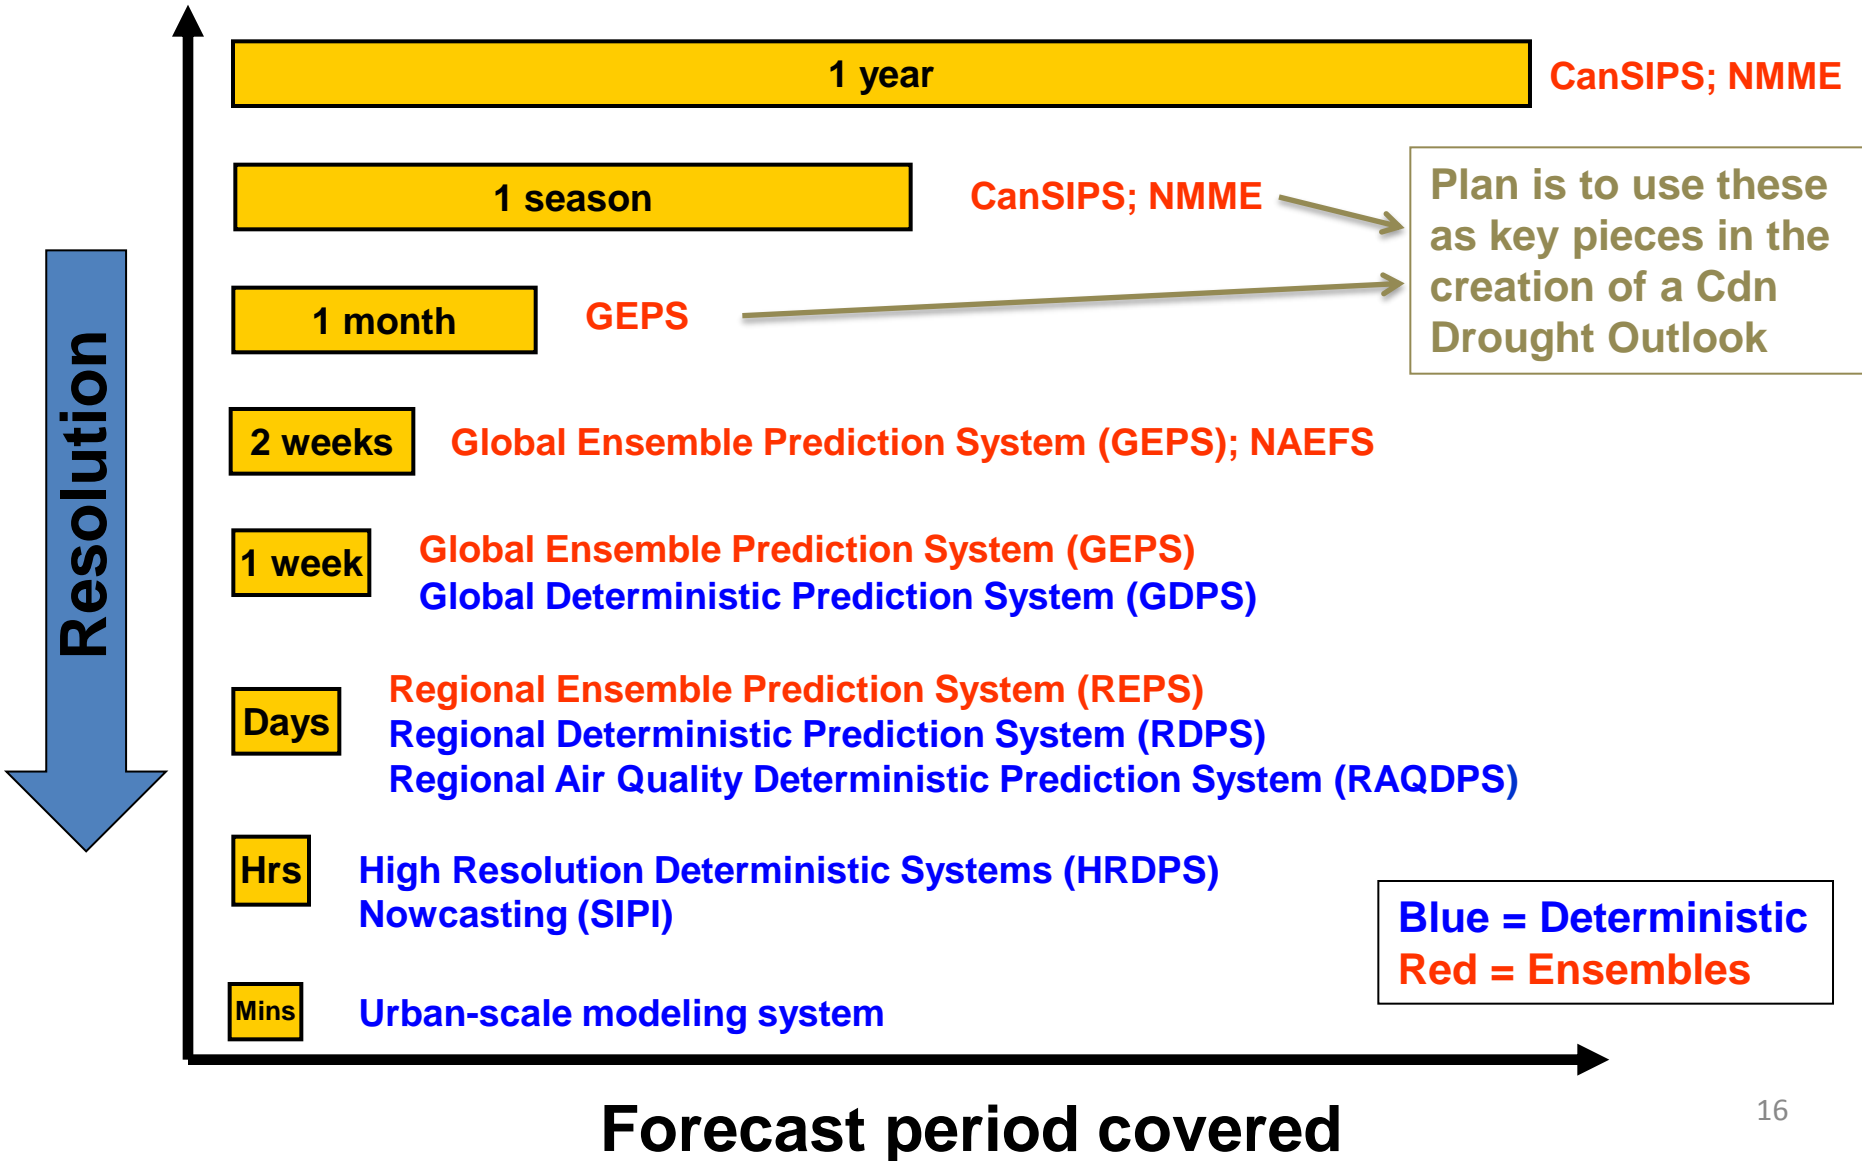 1 year
CanSIPS; NMME
1 season
CanSIPS; NMME
Plan is to use these
as key pieces in the
creation of a Cdn
Drought Outlook
1 month
GEPS
2 weeks
Global Ensemble Prediction System (GEPS); NAEFS
1 week
Global Ensemble Prediction System (GEPS)
Global Deterministic Prediction System (GDPS)
Resolution
Days
Regional Ensemble Prediction System (REPS)
Regional Deterministic Prediction System (RDPS)
Regional Air Quality Deterministic Prediction System (RAQDPS)
Hrs
High Resolution Deterministic Systems (HRDPS)
Nowcasting (SIPI)
Blue = Deterministic
Red = Ensembles
Mins
Urban-scale modeling system
Forecast period covered
16